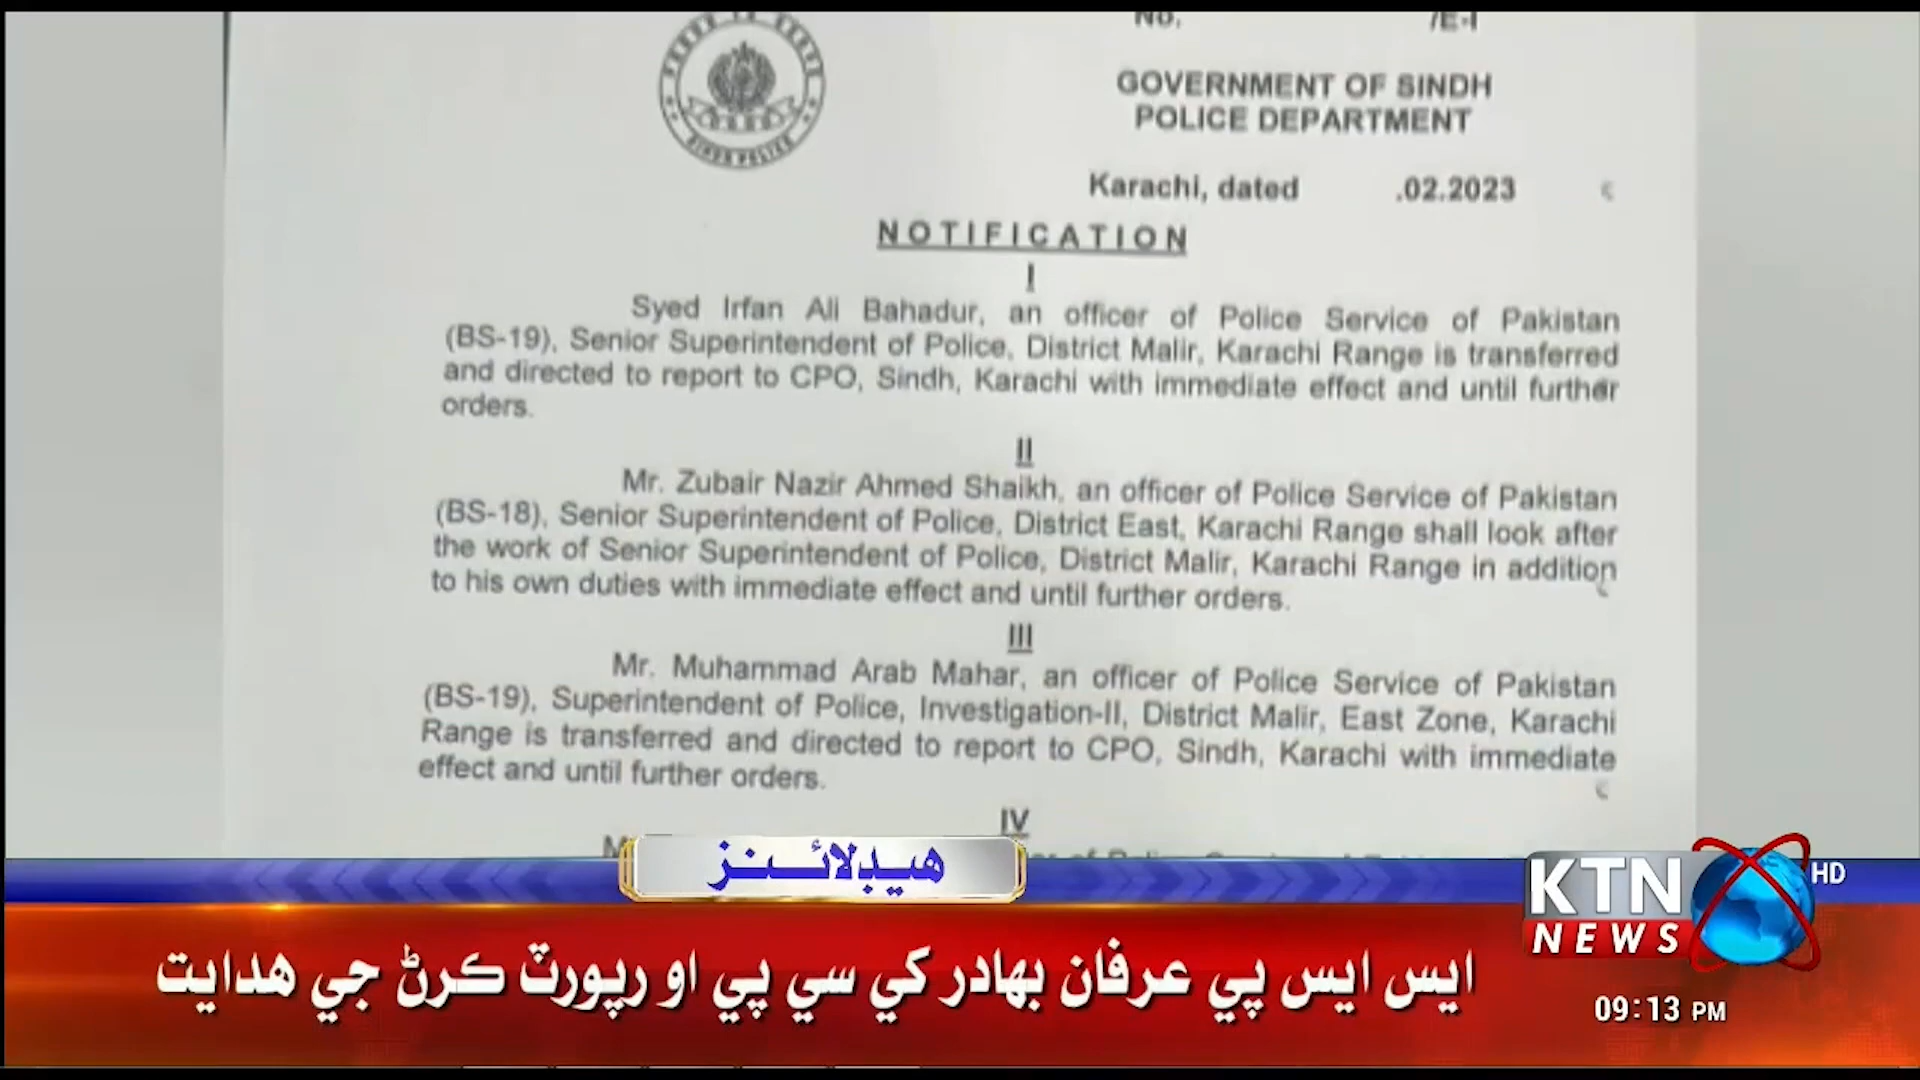 No. /E-I
GOVERNMENT OF SINDH
POLICE DEPARTMENT
SINDH POLICE
Karachi, dated .02.2023
NOTIFICATION
I
Syed Irfan Ali Bahadur, an officer of Police Service of Pakistan
(BS-19), Senior Superintendent of Police, District Malir, Karachi Range is transferred
and directed to report to CPO, Sindh, Karachi with immediate effect and until further
orders.
II
Mr. Zubair Nazir Ahmed Shaikh, an officer of Police Service of Pakistan
(BS-18), Senior Superintendent of Police, District East, Karachi Range shall look after
the work of Senior Superintendent of Police, District Malir, Karachi Range in addition
to his own duties with immediate effect and until further orders.
III
Mr. Muhammad Arab Mahar, an officer of Police Service of Pakistan
(BS-19), Superintendent of Police, Investigation-II, District Malir, East Zone, Karachi
Range is transferred and directed to report to CPO, Sindh, Karachi with immediate
effect and until further orders.
IV
هيڊلائنز
KTN HD
NEWS
ايس ايس پي عرفان بهادر کي سي پي او رپورٽ ڪرڻ جي هدايت
09:13 PM